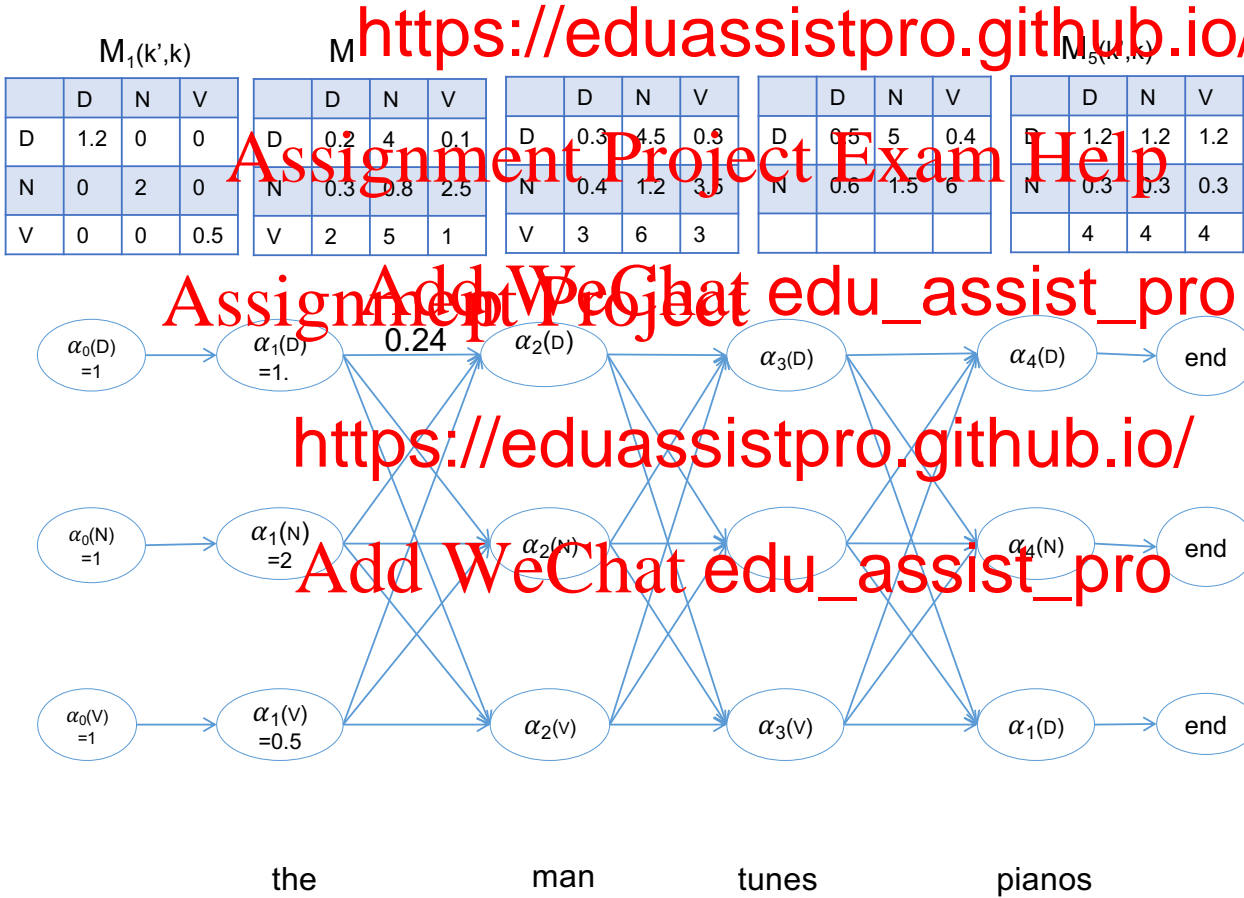 https://eduassistpro.github.io/
M₁(k',k) M M₅(k',k)
D N V D N V D N V D N V D N V
D 1.2 0 0 D 0.2 4 0.1 D 0.3 4.5 0.3 D 0.5 5 0.4 D 1.2 1.2 1.2
Assignment Project Exam Help
N 0 2 0 N 0.3 0.8 2.5 N 0.4 1.2 3.5 N 0.6 1.5 6 N 0.3 0.3 0.3
V 0 0 0.5 V 2 5 1 V 3 6 3 4 4 4
Add WeChat edu_assist_pro
Assignment Project
α₀(D) =1 α₁(D) =1. 0.24 α₂(D) α₃(D) α₄(D) end
https://eduassistpro.github.io/
α₀(N) =1 α₁(N) =2 α₂(N) α₄(N) end
Add WeChat edu_assist_pro
α₀(V) =1 α₁(V) =0.5 α₂(V) α₃(V) α₁(D) end
the man tunes pianos